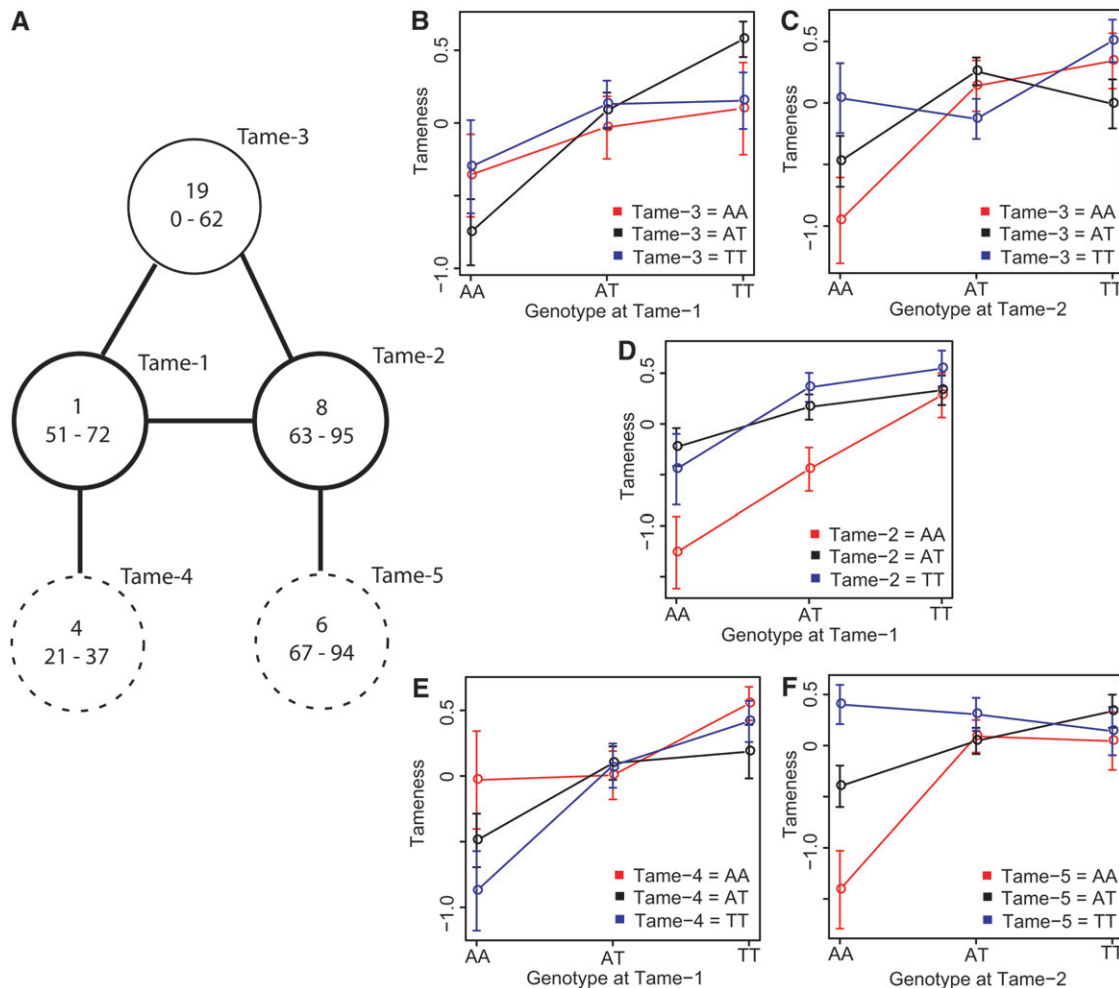 A
Tame-3
19
0 - 62
Tame-1
1
51 - 72
Tame-2
8
63 - 95
Tame-4
4
21 - 37
Tame-5
6
67 - 94
B
Tameness
0.5
0
−1.0
Tame−3 = AA
Tame−3 = AT
Tame−3 = TT
AA AT TT
Genotype at Tame−1
C
Tameness
0.5
0
−1.0
Tame−3 = AA
Tame−3 = AT
Tame−3 = TT
AA AT TT
Genotype at Tame−2
D
Tameness
0.5
0
−1.0
Tame−2 = AA
Tame−2 = AT
Tame−2 = TT
AA AT TT
Genotype at Tame−1
E
Tameness
0.5
0
−1.0
Tame−4 = AA
Tame−4 = AT
Tame−4 = TT
AA AT TT
Genotype at Tame−1
F
Tameness
0.5
0
−1.0
Tame−5 = AA
Tame−5 = AT
Tame−5 = TT
AA AT TT
Genotype at Tame−2